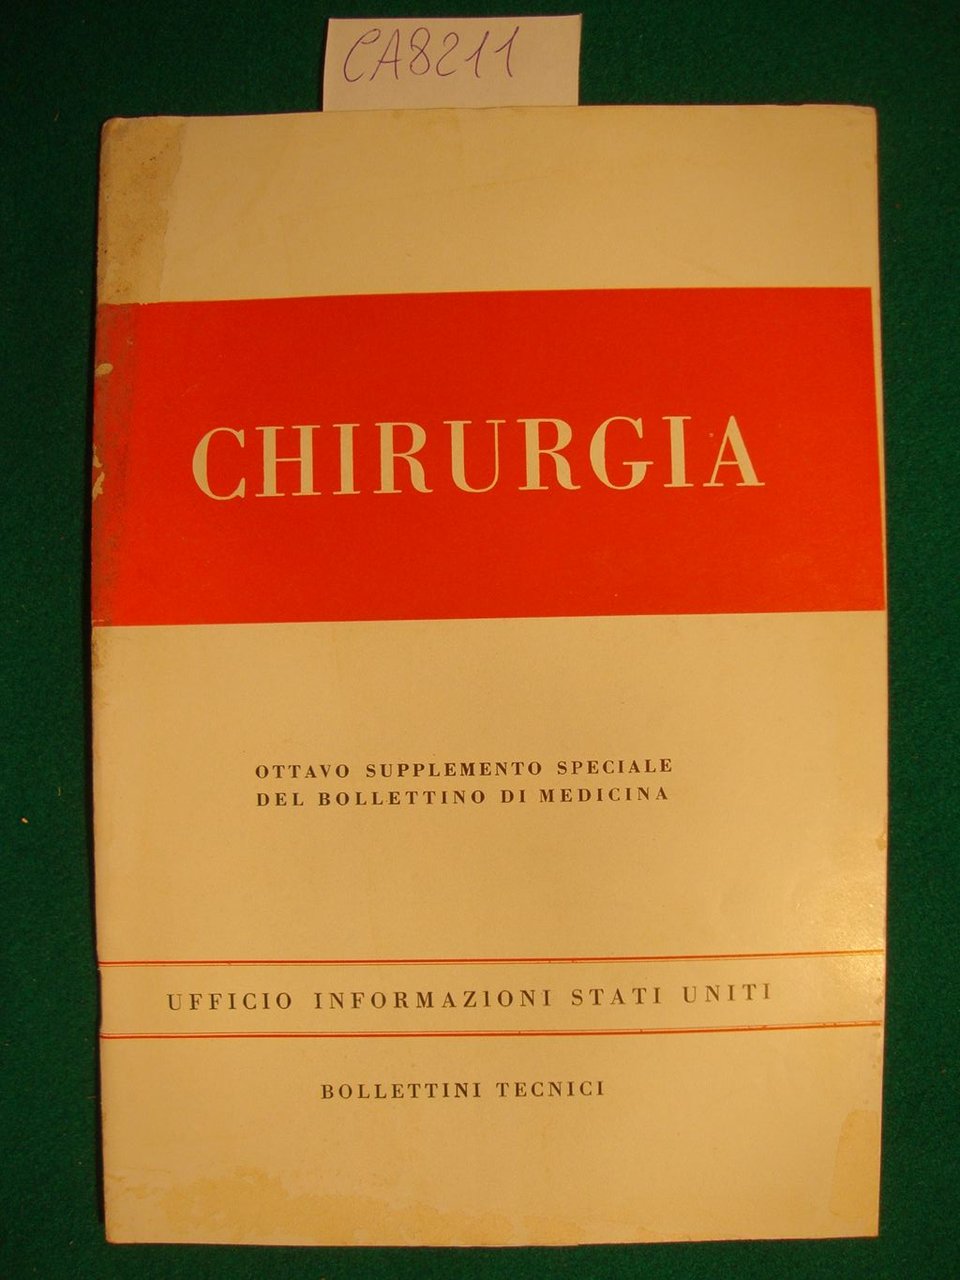 CA8211
CHIRURGIA
OTTAVO SUPPLEMENTO SPECIALE
DEL BOLLETTINO DI MEDICINA
UFFICIO INFORMAZIONI STATI UNITI
BOLLETTINI TECNICI